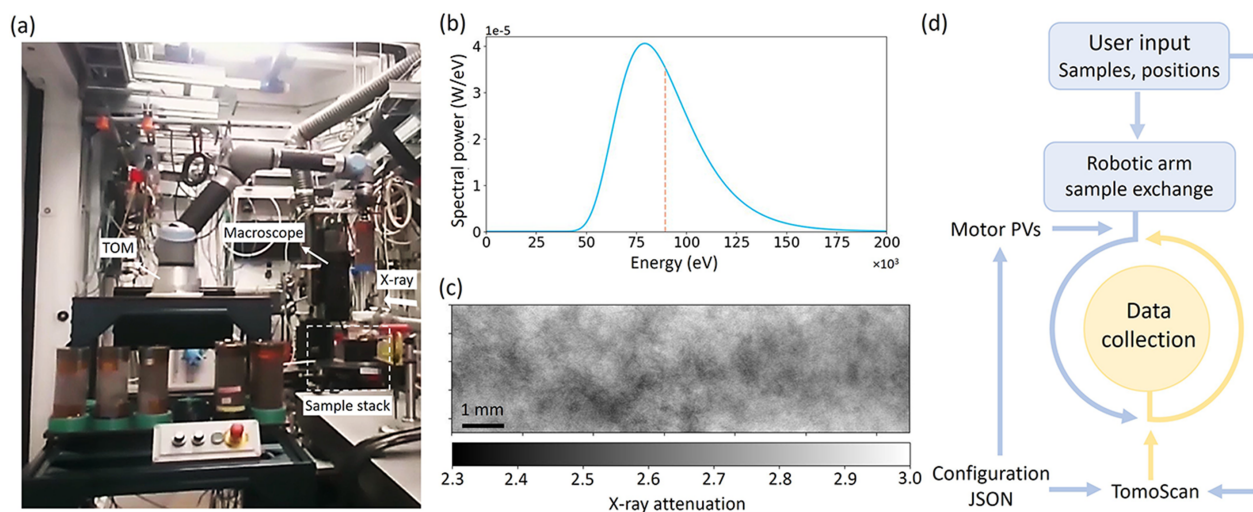 (a)
TOM
Macroscope
X-ray
Sample stack
(b)
1e-5
4
3
2
1
0
Spectral power (W/eV)
0 25 50 75 100 125 150 175 200
Energy (eV)
×10³
(c)
1 mm
2.3 2.4 2.5 2.6 2.7 2.8 2.9 3.0
X-ray attenuation
(d)
User input
Samples, positions
Robotic arm
sample exchange
Motor PVs
Data
collection
Configuration
JSON
TomoScan